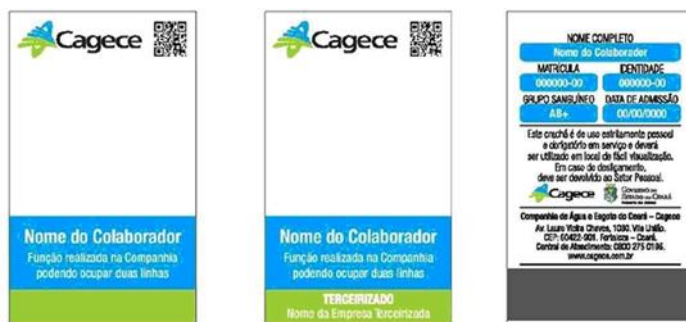 Cagece
Nome do Colaborador
Função realizada na Companhia
podendo ocupar duas linhas
Cagece
Nome do Colaborador
Função realizada na Companhia
podendo ocupar duas linhas
TERCEIRIZADO
Nome da Empresa Terceirizada
NOME COMPLETO
Nome do Colaborador
MATRÍCULA IDENTIDADE
000000-00 000000-00
GRUPO SANGUÍNEO DATA DE ADMISSÃO
AB+ 00/00/0000
Este crachá é de uso estritamente pessoal
e obrigatório em serviço e deverá
ser utilizado em local de fácil visualização.
Em caso de desligamento,
deve ser devolvido ao Setor Pessoal.
Cagece GOVERNO DO
ESTADO DO CEARÁ
Companhia de Água e Esgoto do Ceará – Cagece
Av. Lauro Vieira Chaves, 1030. Vila União.
CEP: 60422-901. Fortaleza – Ceará.
Central de Atendimento: 0800 275 0195.
www.cagece.com.br